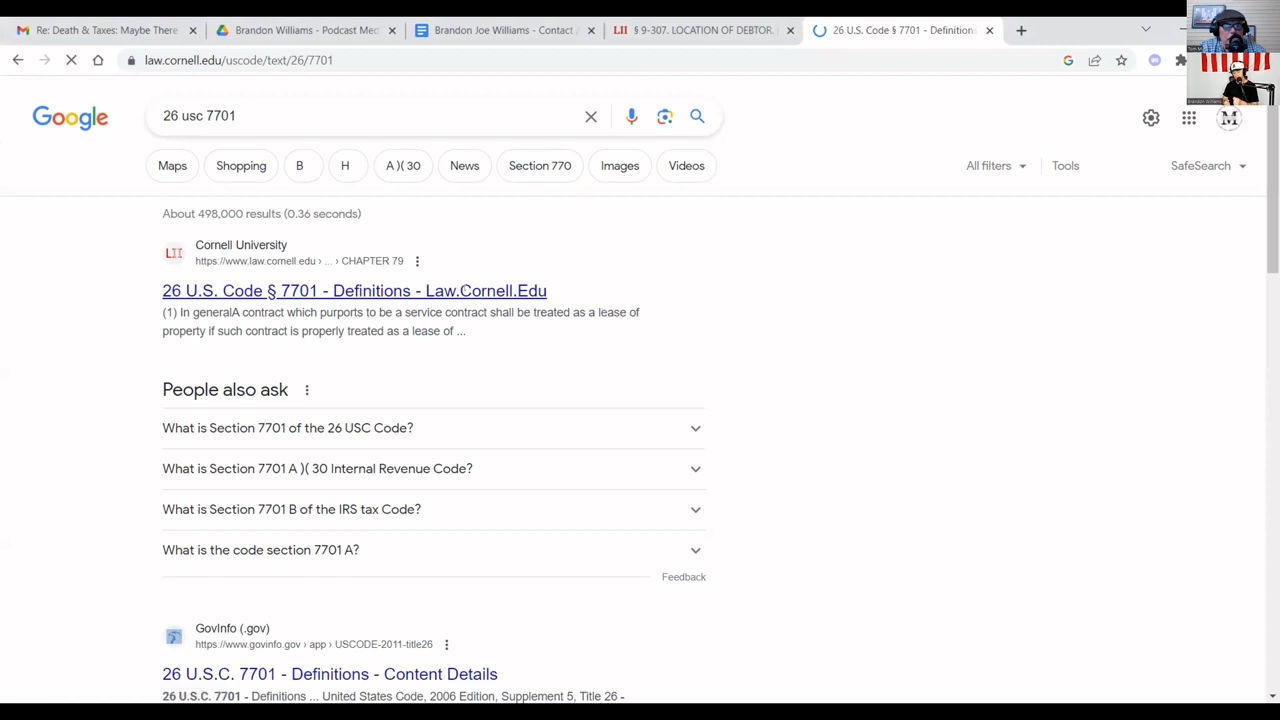 Re: Death & Taxes: Maybe There
Brandon Williams - Podcast Med
Brandon Joe Williams - Contact
LII § 9-307. LOCATION OF DEBTOR
26 U.S. Code § 7701 - Definitions
law.cornell.edu/uscode/text/26/7701
Google
26 usc 7701
M
Maps
Shopping
B
H
A )( 30
News
Section 770
Images
Videos
All filters
Tools
SafeSearch
About 498,000 results (0.36 seconds)
LII
Cornell University
https://www.law.cornell.edu › ... › CHAPTER 79
26 U.S. Code § 7701 - Definitions - Law.Cornell.Edu
(1) In generalA contract which purports to be a service contract shall be treated as a lease of
property if such contract is properly treated as a lease of ...
People also ask
What is Section 7701 of the 26 USC Code?
What is Section 7701 A )( 30 Internal Revenue Code?
What is Section 7701 B of the IRS tax Code?
What is the code section 7701 A?
Feedback
GovInfo (.gov)
https://www.govinfo.gov › app › USCODE-2011-title26
26 U.S.C. 7701 - Definitions - Content Details
26 U.S.C. 7701 - Definitions ... United States Code, 2006 Edition, Supplement 5, Title 26 -